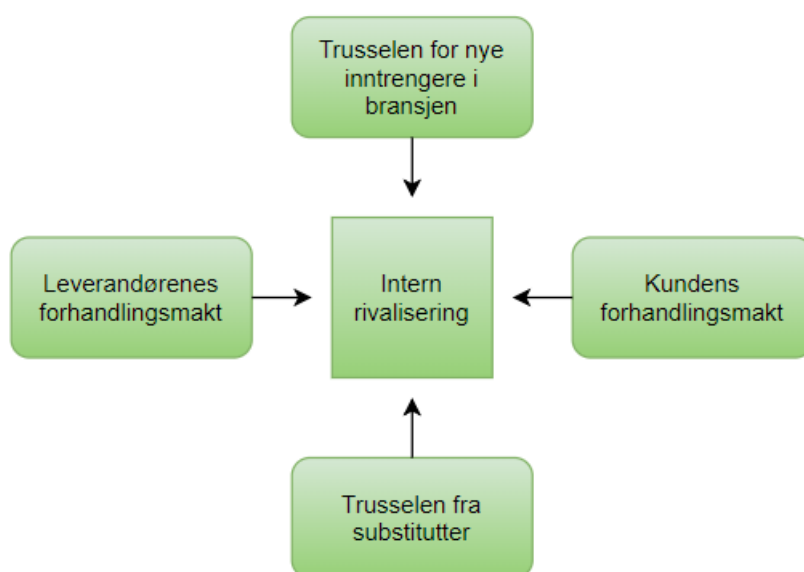 Trusselen for nye
inntrengere i
bransjen
Leverandørenes
forhandlingsmakt
Intern
rivalisering
Kundens
forhandlingsmakt
Trusselen fra
substitutter